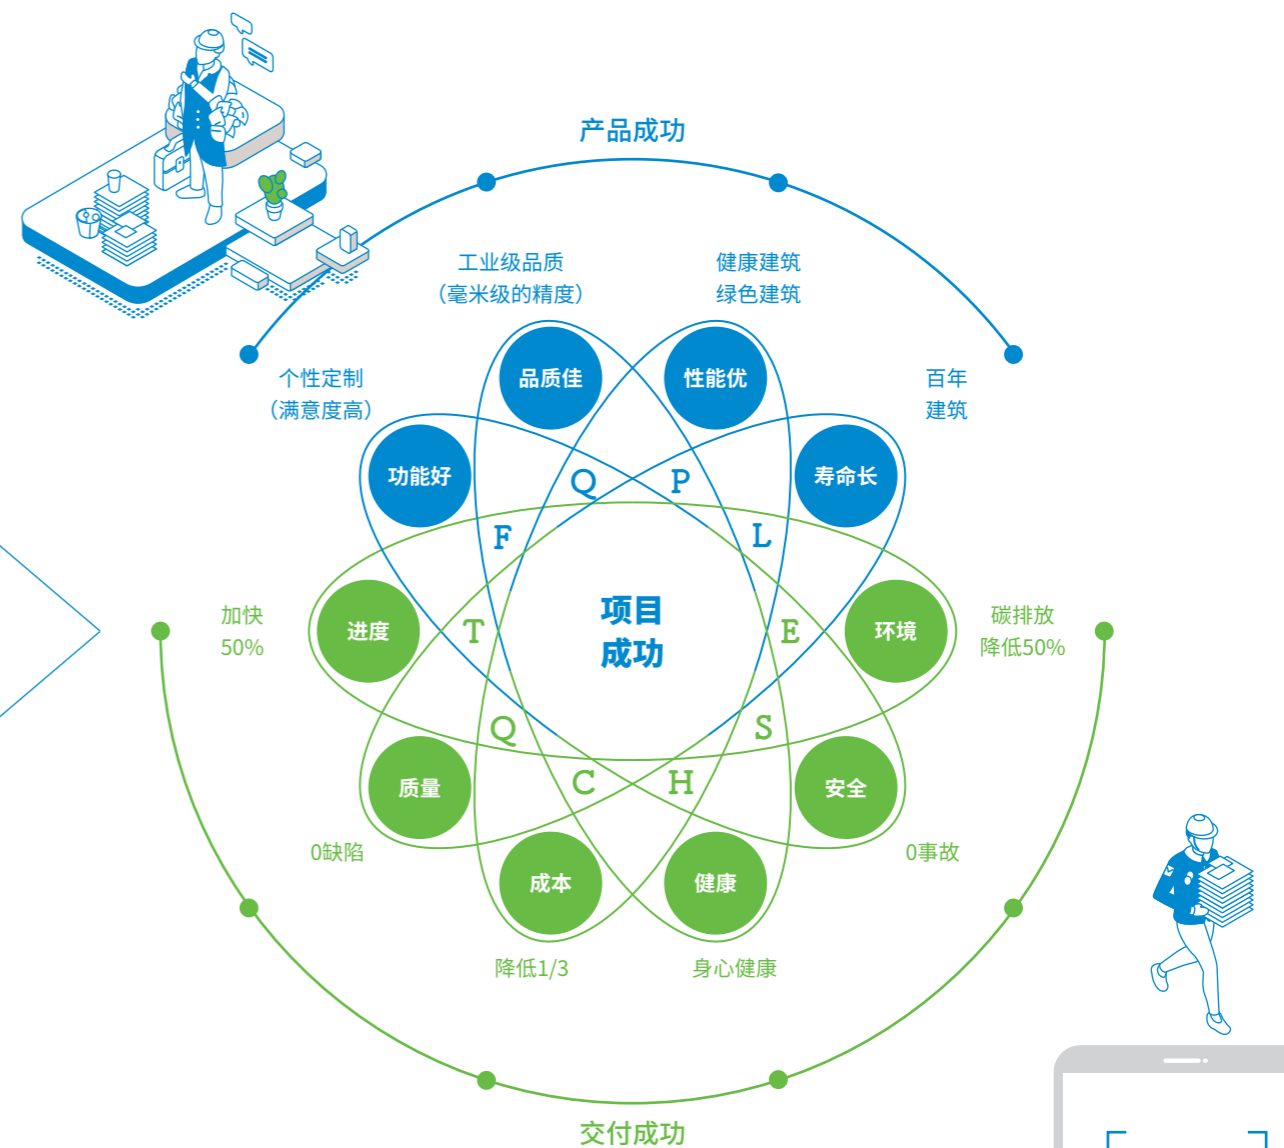 产品成功
工业级品质
（毫米级的精度）
健康建筑
绿色建筑
个性定制
（满意度高）
百年
建筑
品质佳
性能优
功能好
寿命长
Q
P
F
L
项目
成功
加快
50%
进度
T
E
环境
碳排放
降低50%
Q
S
C
H
质量
安全
0缺陷
0事故
成本
健康
降低1/3
身心健康
交付成功